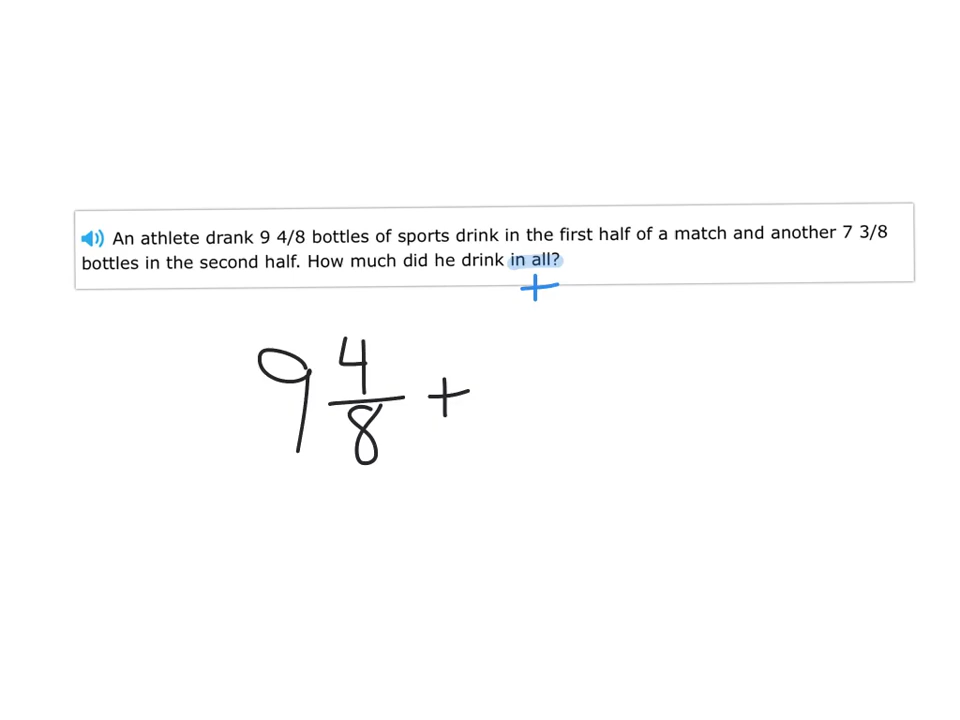 An athlete drank 9 4/8 bottles of sports drink in the first half of a match and another 7 3/8
bottles in the second half. How much did he drink in all?
+
9 4/8 +